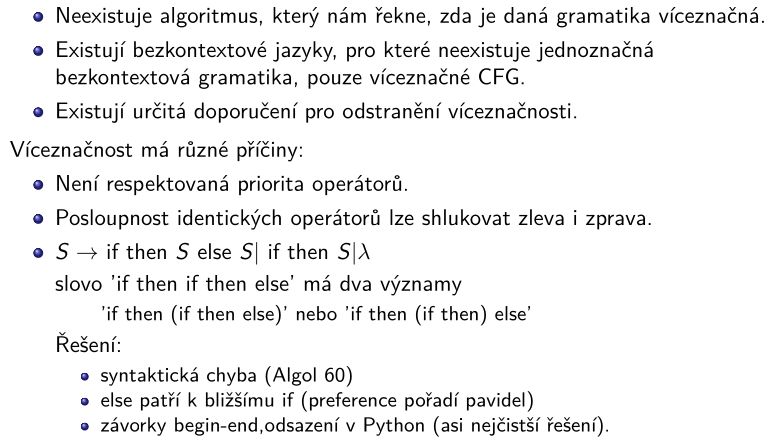 Neexistuje algoritmus, který nám řekne, zda je daná gramatika víceznačná.
Existují bezkontextové jazyky, pro které neexistuje jednoznačná
bezkontextová gramatika, pouze víceznačné CFG.
Existují určitá doporučení pro odstranění víceznačnosti.
Víceznačnost má různé příčiny:
Není respektovaná priorita operátorů.
Posloupnost identických operátorů lze shlukovat zleva i zprava.
S → if then S else S| if then S|λ
slovo 'if then if then else' má dva významy
'if then (if then else)' nebo 'if then (if then) else'
Řešení:
syntaktická chyba (Algol 60)
else patří k bližšímu if (preference pořadí pavidel)
závorky begin-end,odsazení v Python (asi nejčistší řešení).